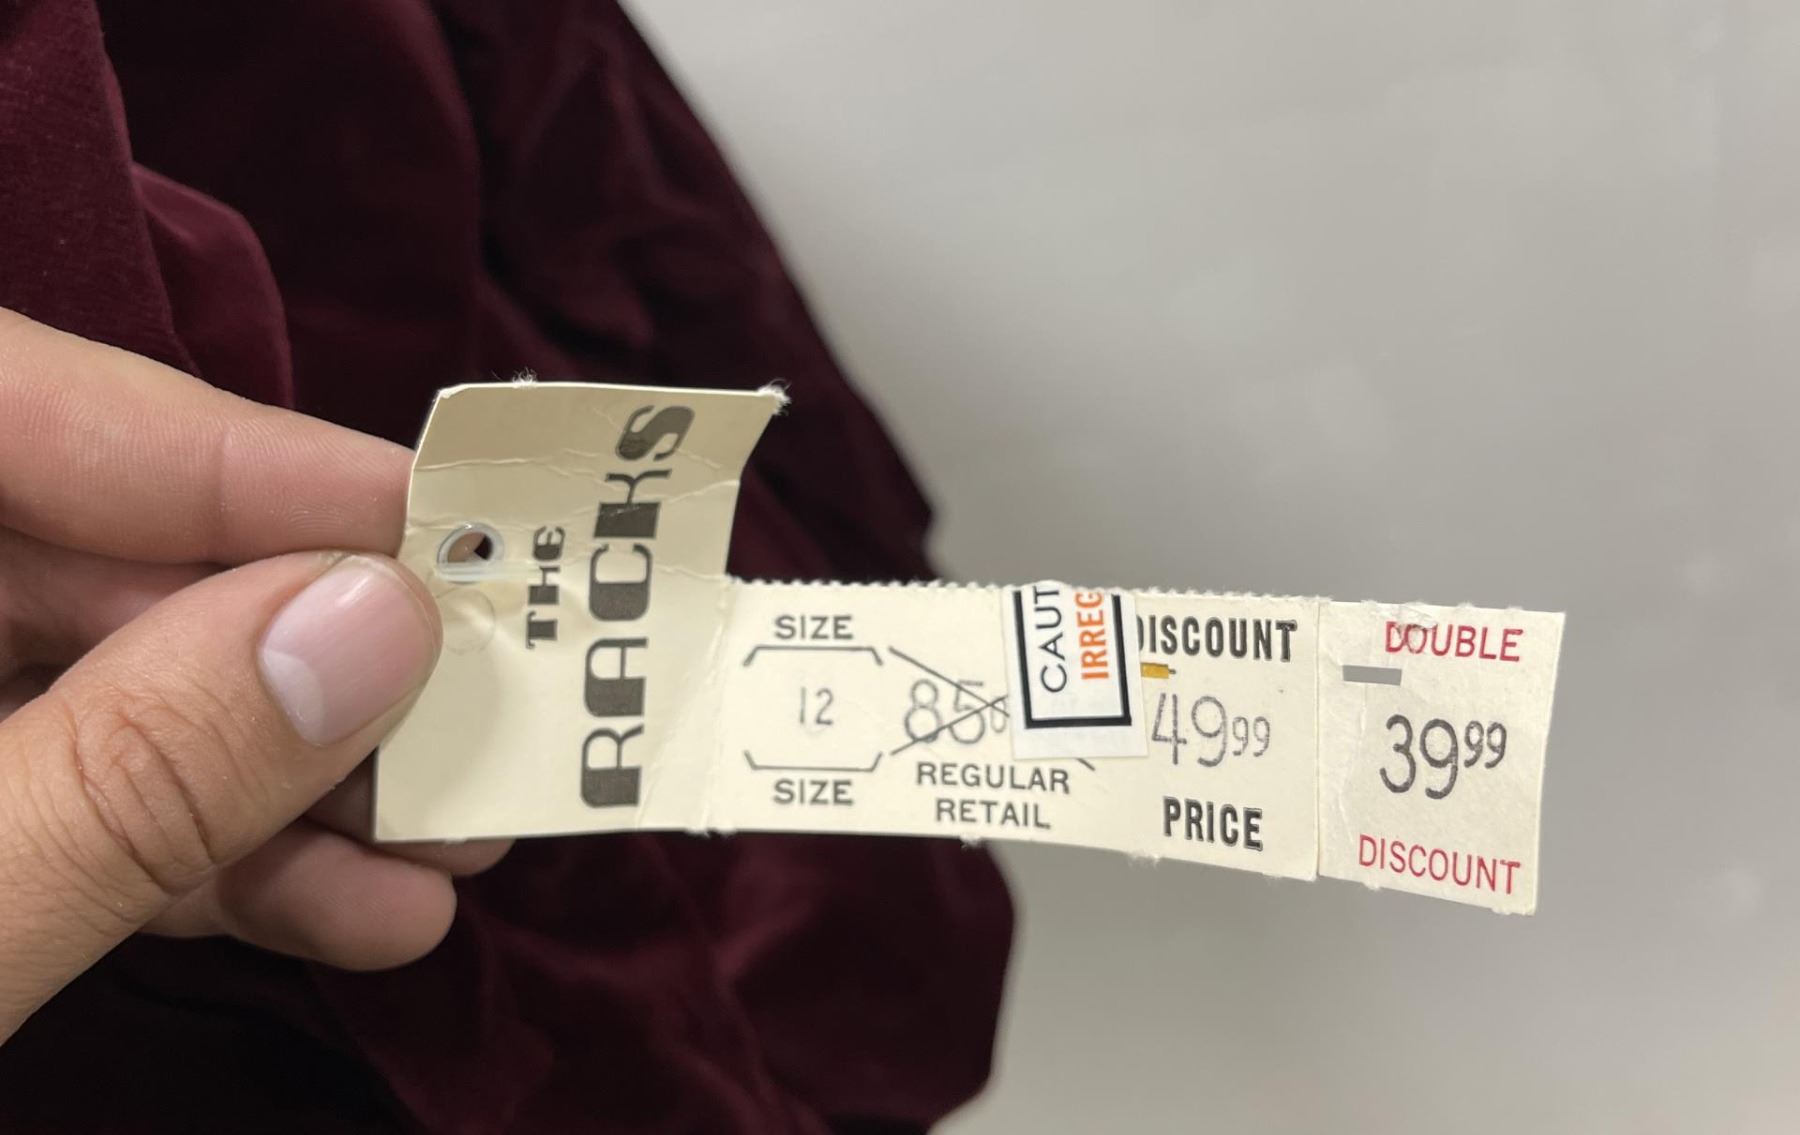 THE
RACKS
SIZE
12
SIZE
85
REGULAR
RETAIL
CAUT
IRREG
DISCOUNT
49 99
PRICE
DOUBLE
39 99
DISCOUNT